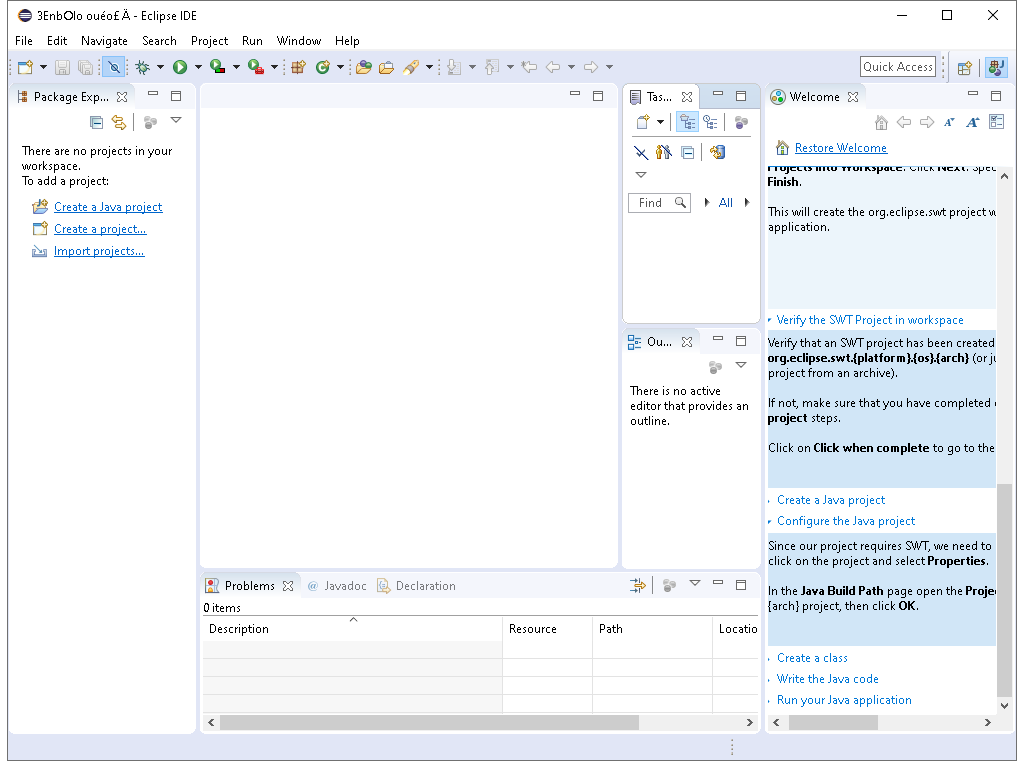 3EnbOlo ouéo£Ä - Eclipse IDE
File Edit Navigate Search Project Run Window Help
Quick Access
Package Exp...
There are no projects in your
workspace.
To add a project:
Create a Java project
Create a project...
Import projects...
Tas...
Find
All
Ou...
There is no active
editor that provides an
outline.
Problems
@ Javadoc
Declaration
0 items
Description Resource Path Locatio
Welcome
Restore Welcome
Projects into Workspace. Click Next. Spec
Finish.
This will create the org.eclipse.swt project w
application.
Verify the SWT Project in workspace
Verify that an SWT project has been created
org.eclipse.swt.{platform}.{os}.{arch} (or ju
project from an archive).
If not, make sure that you have completed
project steps.
Click on Click when complete to go to the
Create a Java project
Configure the Java project
Since our project requires SWT, we need to
click on the project and select Properties.
In the Java Build Path page open the Proje
{arch} project, then click OK.
Create a class
Write the Java code
Run your Java application